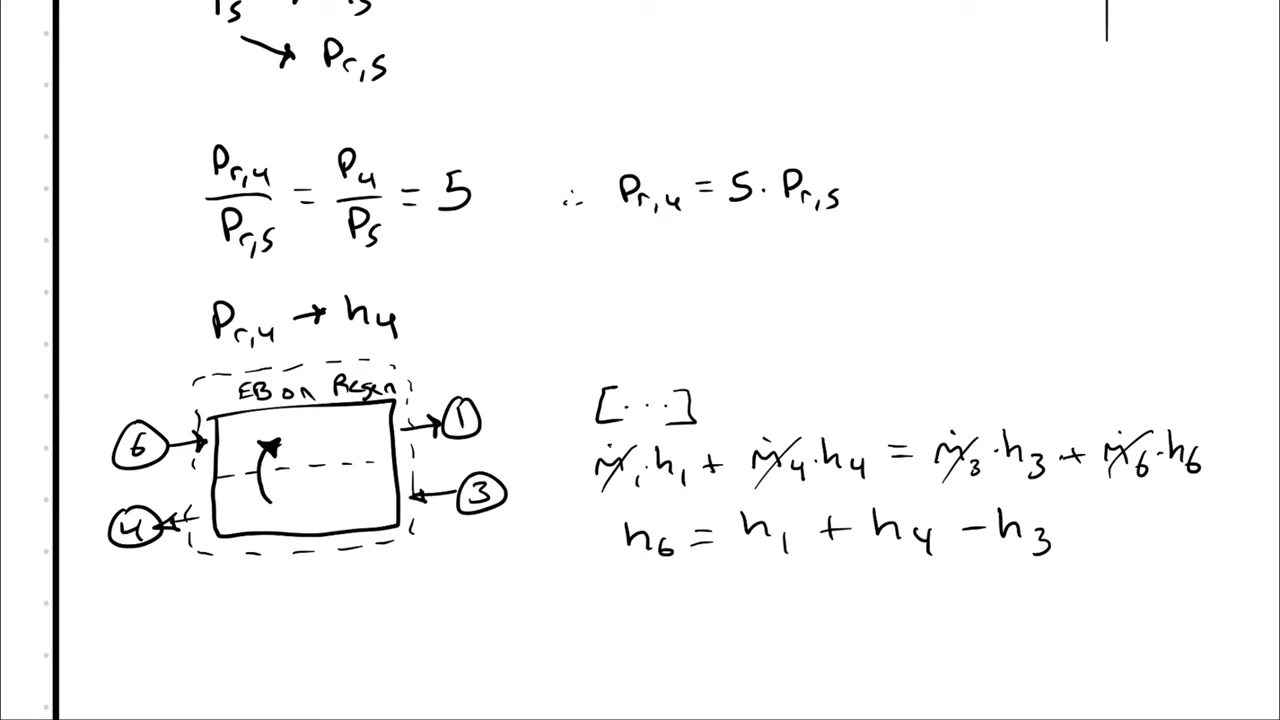 → Pr,5
Pr,4 / Pr,5 = P4 / P5 = 5 ∴ Pr,4 = 5 · Pr,5
Pr,4 → h4
EB on Regen
6 1
4 3
[...]
ṁ1·h1 + ṁ4·h4 = ṁ3·h3 + ṁ6·h6
h6 = h1 + h4 − h3